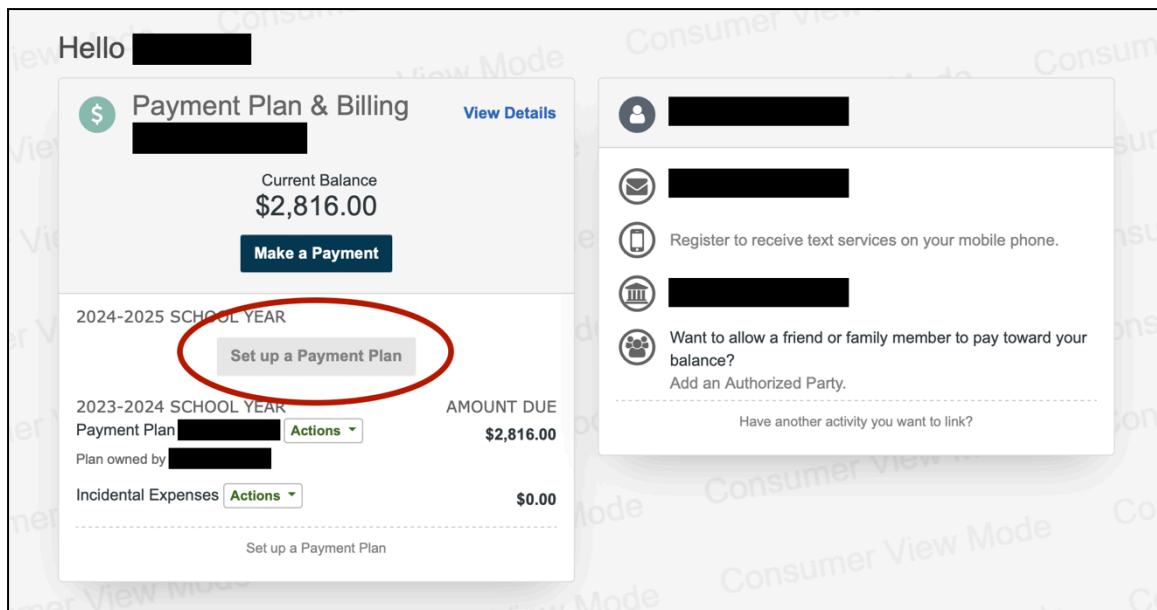 Hello
Payment Plan & Billing
View Details
Current Balance
$2,816.00
Make a Payment
2024-2025 SCHOOL YEAR
Set up a Payment Plan
2023-2024 SCHOOL YEAR AMOUNT DUE
Payment Plan Actions $2,816.00
Plan owned by
Incidental Expenses Actions $0.00
Set up a Payment Plan
Register to receive text services on your mobile phone.
Want to allow a friend or family member to pay toward your
balance?
Add an Authorized Party.
Have another activity you want to link?
Consumer View Mode